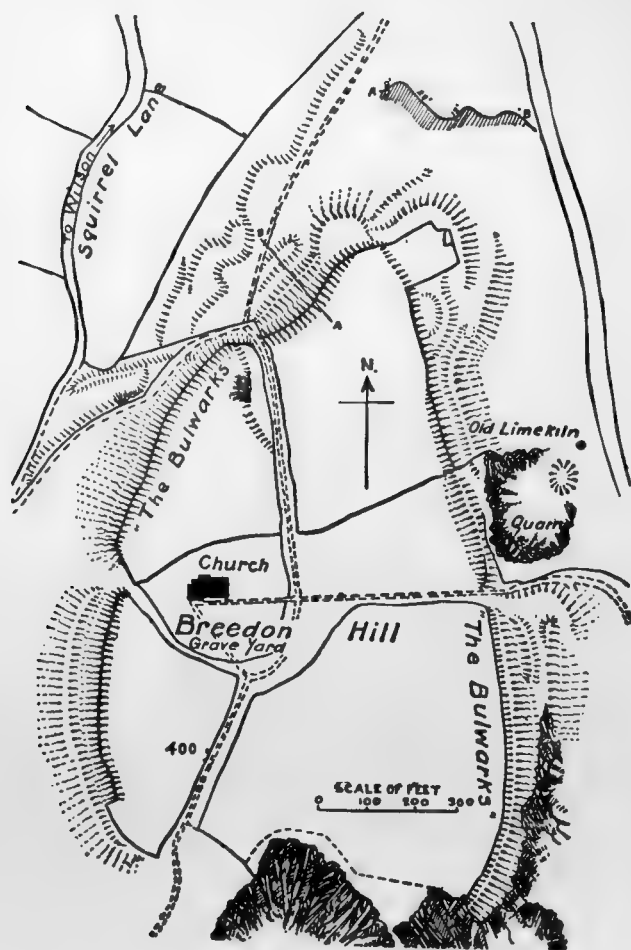 A
B
to Wilson
Squirrel Lane
B
A
"The Bulwarks"
N.
Old Limekiln
Quarry
Church
Breedon Hill
Grave Yard
"The Bulwarks"
400
SCALE OF FEET
0 100 200 300